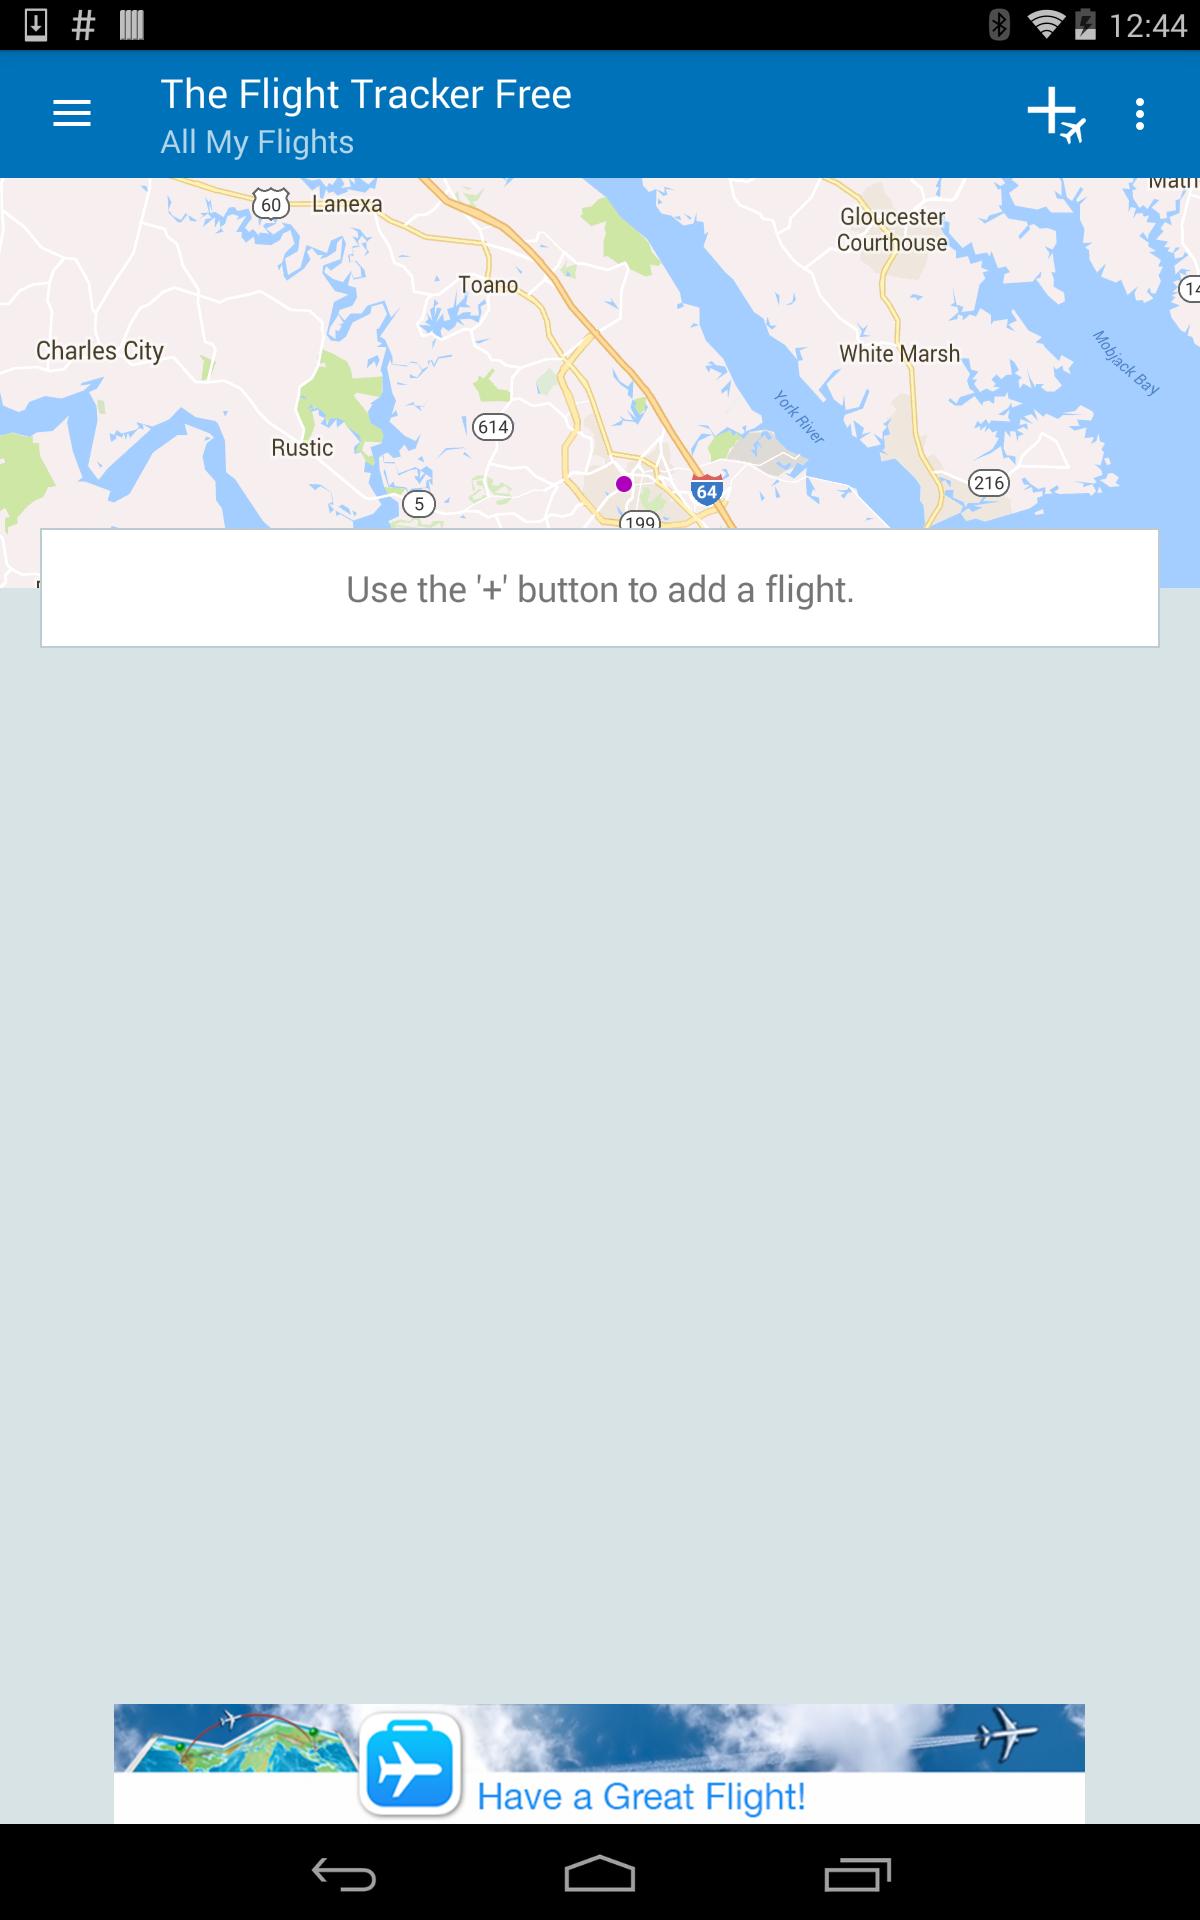 12:44
The Flight Tracker Free
All My Flights
60
Lanexa
Gloucester
Courthouse
Toano
Charles City
White Marsh
Mobjack Bay
York River
614
Rustic
5
64
216
199
Use the '+' button to add a flight.
Have a Great Flight!